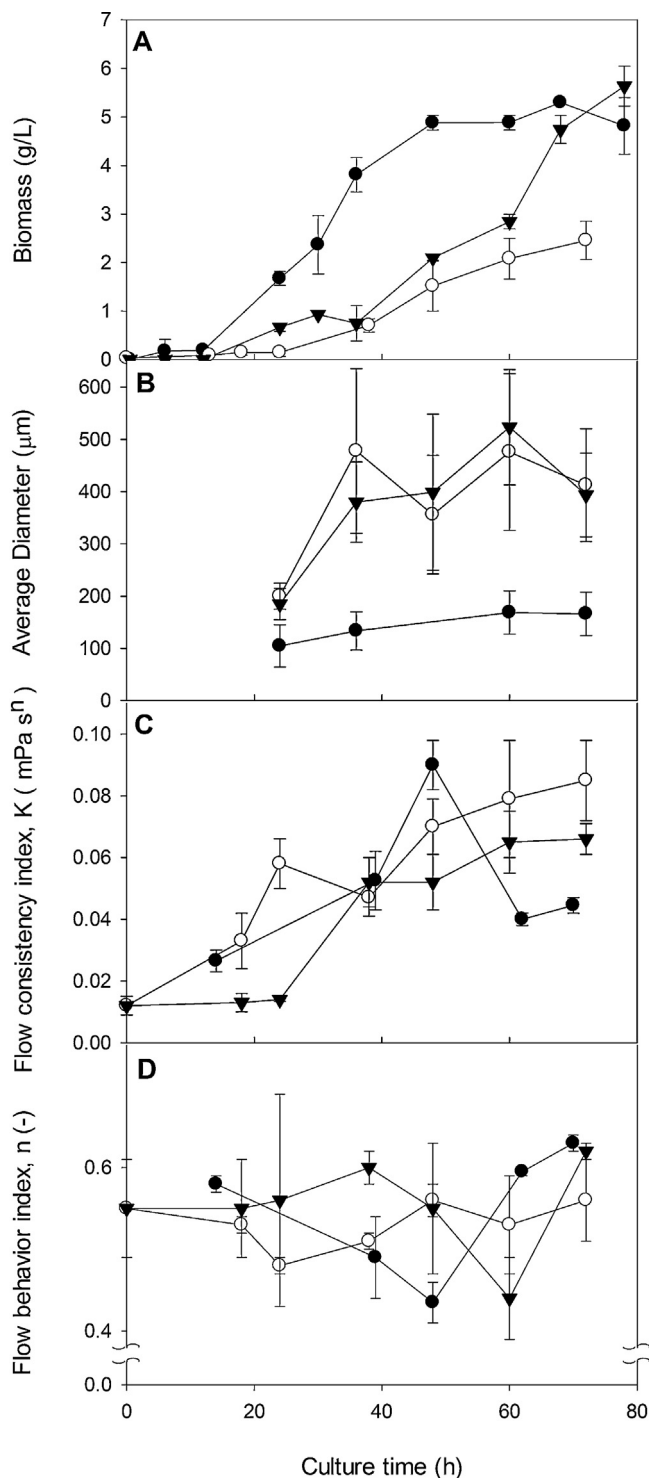 A
7
6
5
4
3
2
1
0
Biomass (g/L)
B
600
500
400
300
200
100
0
Average Diameter (μm)
C
0.10
0.08
0.06
0.04
0.02
0.00
Flow consistency index, K ( mPa sⁿ)
D
0.6
0.4
0.0
Flow behavior index, n (-)
0 20 40 60 80
Culture time (h)